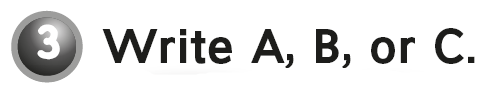 3 Write A, B, or C.